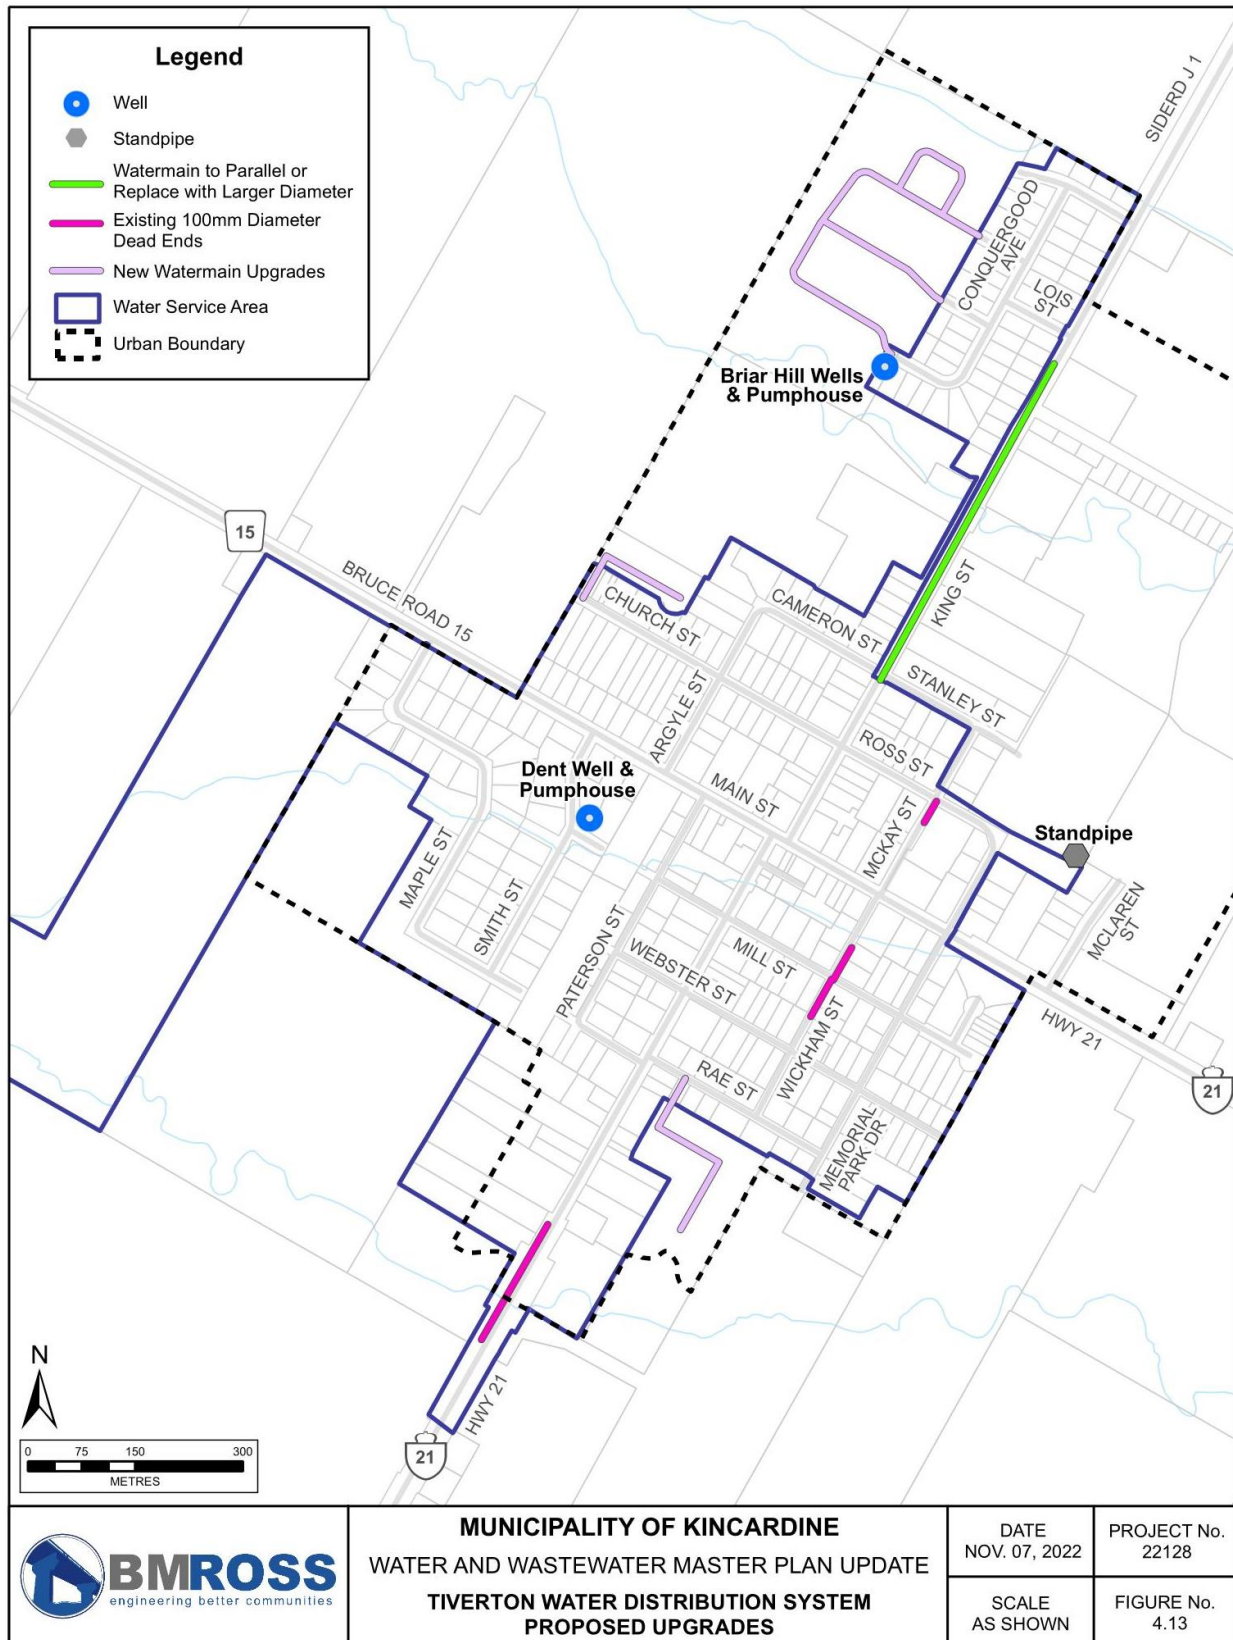 Legend
Well
Standpipe
Watermain to Parallel or
Replace with Larger Diameter
Existing 100mm Diameter
Dead Ends
New Watermain Upgrades
Water Service Area
Urban Boundary
SIDERD J 1
CONQUERGOOD
AVE
LOIS
ST
Briar Hill Wells
& Pumphouse
15
BRUCE ROAD 15
CHURCH ST
CAMERON ST
KING ST
STANLEY ST
ARGYLE ST
ROSS ST
MAIN ST
Dent Well &
Pumphouse
MCKAY ST
Standpipe
MAPLE ST
SMITH ST
PATERSON ST
MILL ST
WEBSTER ST
MCLAREN
ST
WICKHAM ST
HWY 21
21
RAE ST
MEMORIAL
PARK DR
HWY 21
21
N
0 75 150 300
METRES
BMROSS
engineering better communities
MUNICIPALITY OF KINCARDINE
WATER AND WASTEWATER MASTER PLAN UPDATE
TIVERTON WATER DISTRIBUTION SYSTEM
PROPOSED UPGRADES
DATE
NOV. 07, 2022
PROJECT No.
22128
SCALE
AS SHOWN
FIGURE No.
4.13